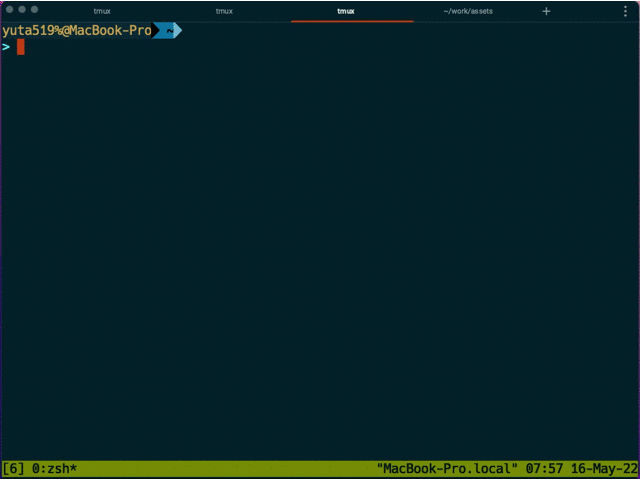 tmux tmux tmux ~/work/assets +
yuta519%@MacBook-Pro ~
>
[6] 0:zsh* "MacBook-Pro.local" 07:57 16-May-22